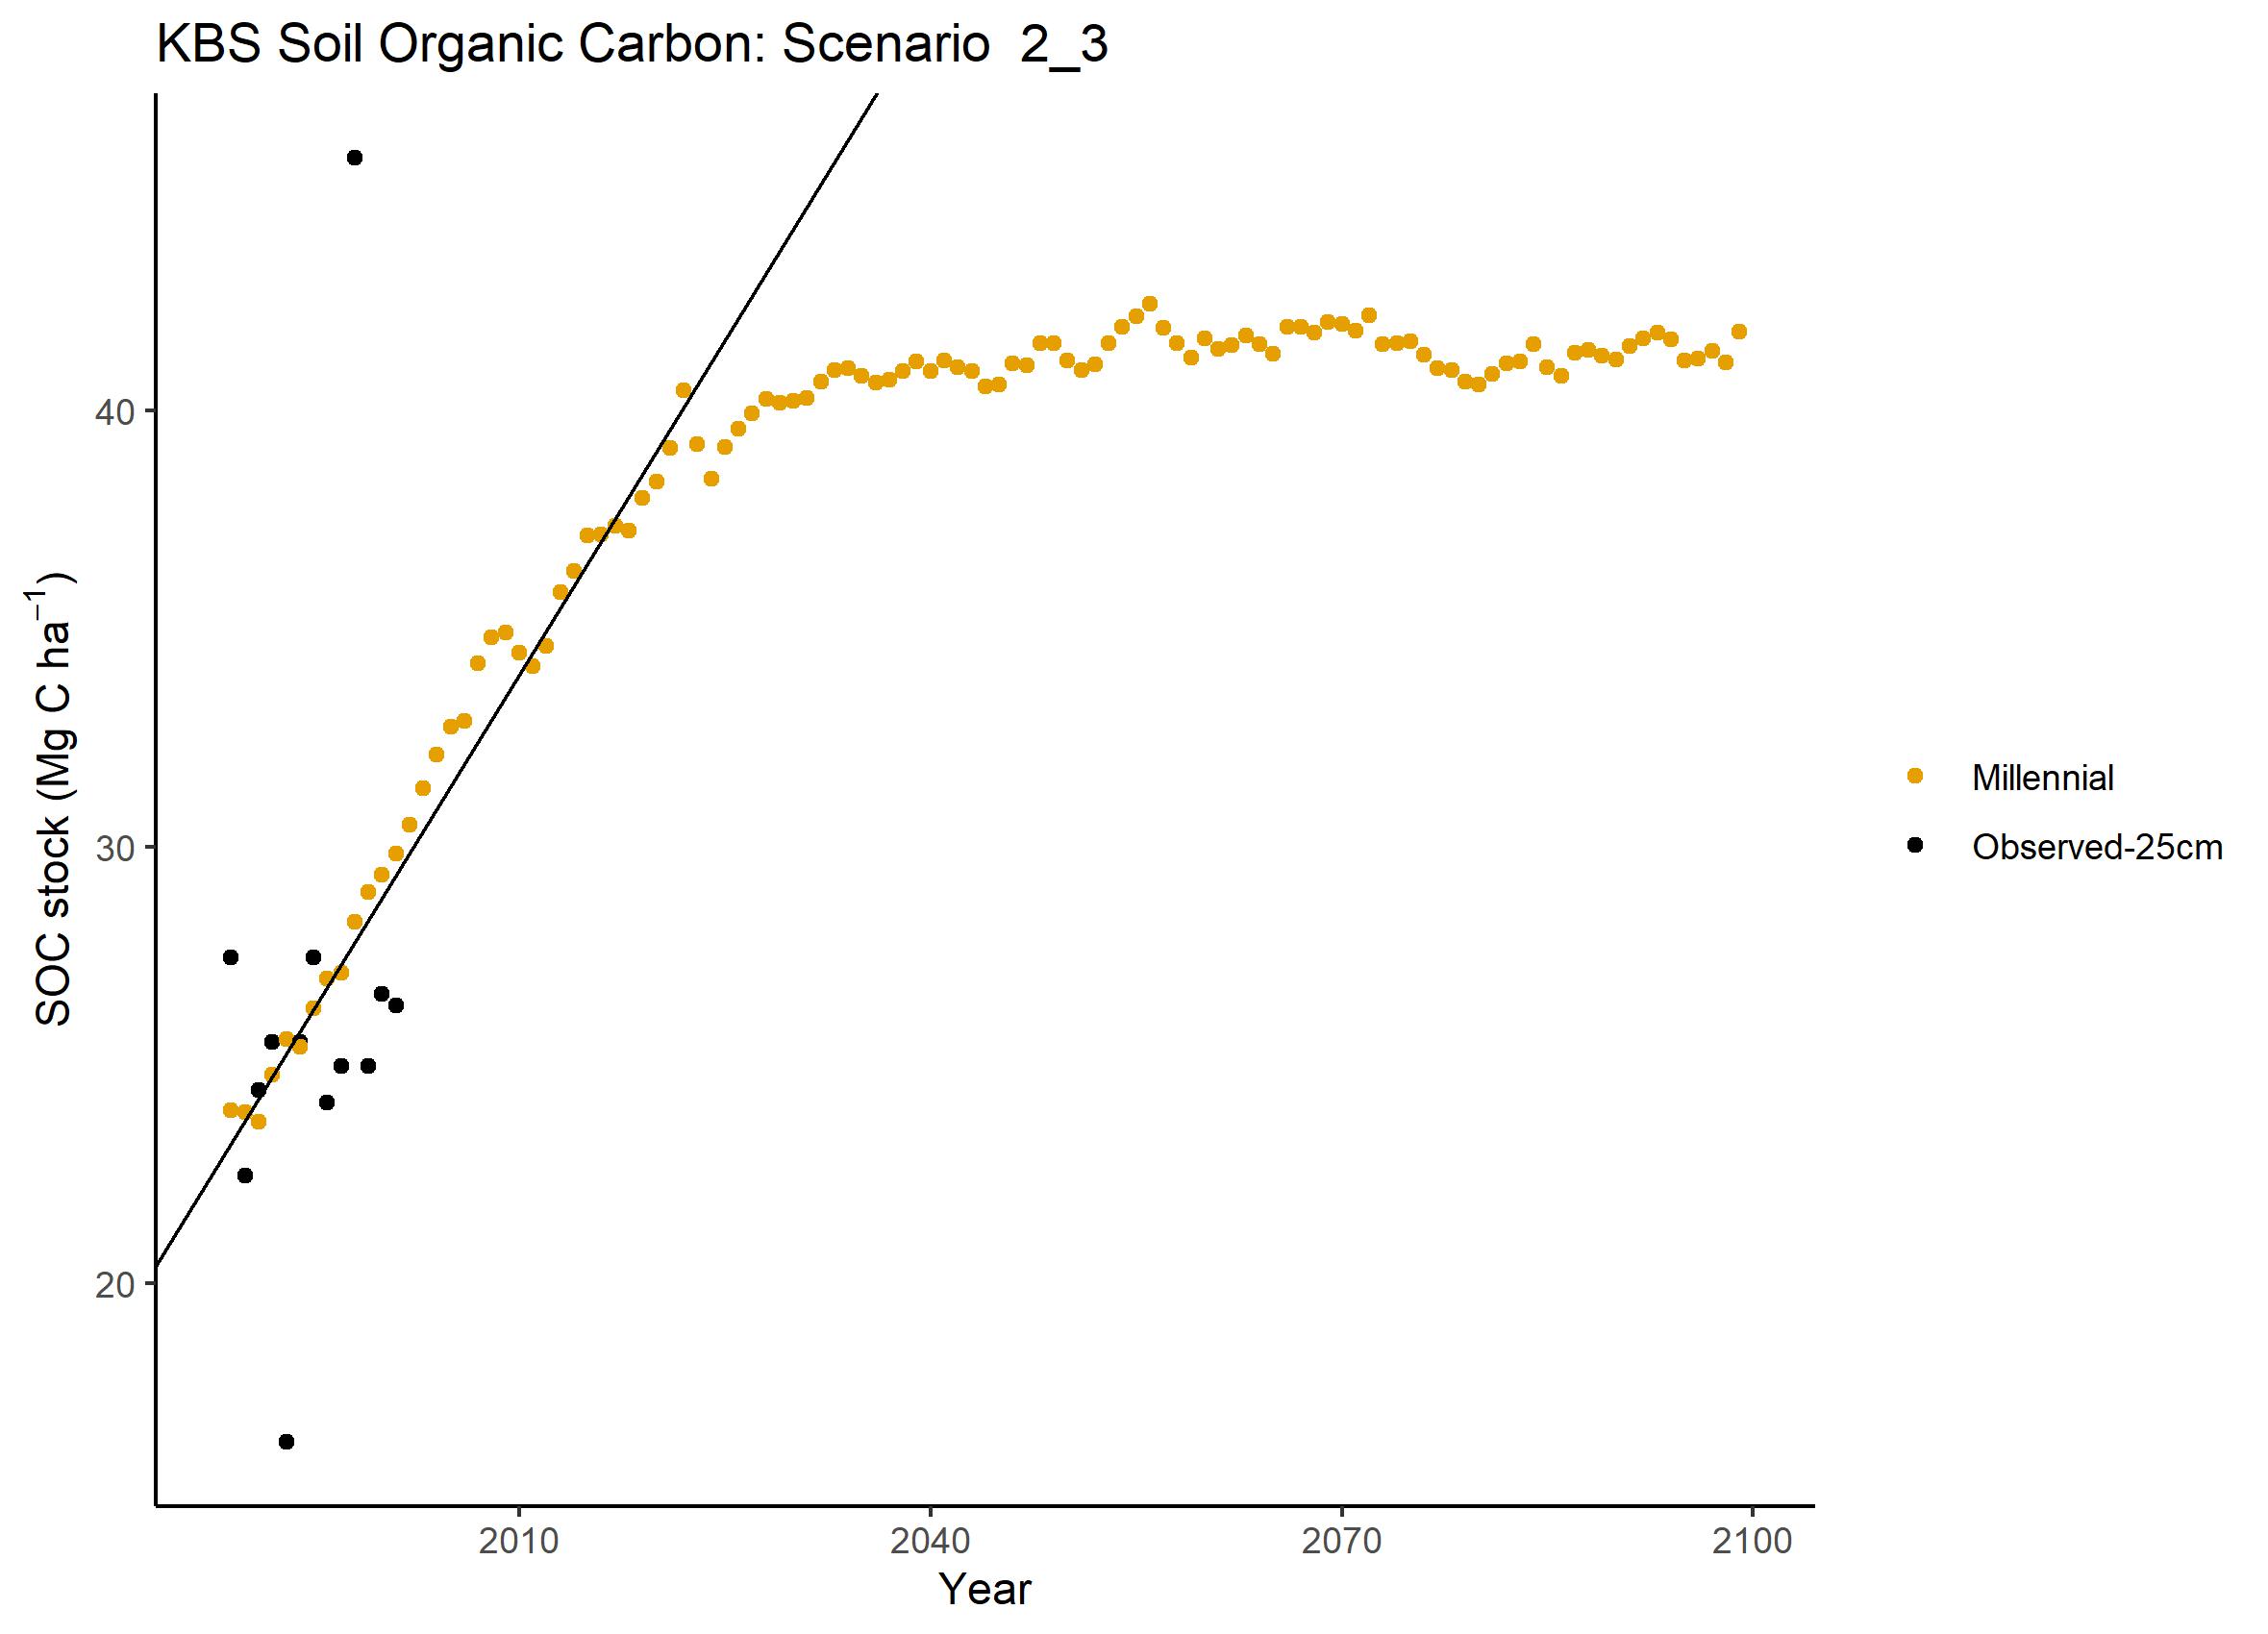 KBS Soil Organic Carbon: Scenario  2_3
SOC stock (Mg C ha⁻¹)
40
30
20
2010
2040
2070
2100
Year
Millennial
Observed-25cm